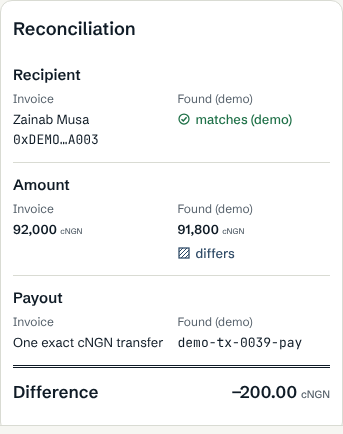 Reconciliation
Recipient
Invoice Found (demo)
Zainab Musa matches (demo)
0xDEMO…A003
Amount
Invoice Found (demo)
92,000 cNGN 91,800 cNGN
differs
Payout
Invoice Found (demo)
One exact cNGN transfer demo-tx-0039-pay
Difference −200.00 cNGN